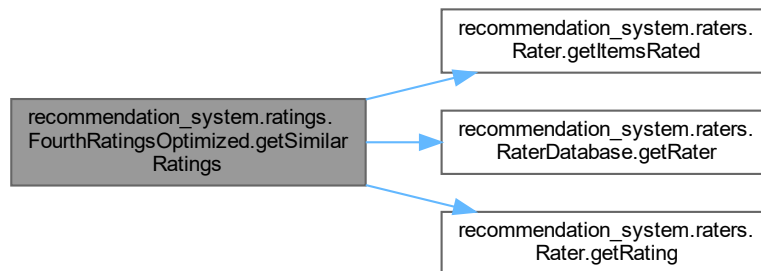 recommendation_system.ratings.
FourthRatingsOptimized.getSimilar
Ratings
recommendation_system.raters.
Rater.getItemsRated
recommendation_system.raters.
RaterDatabase.getRater
recommendation_system.raters.
Rater.getRating